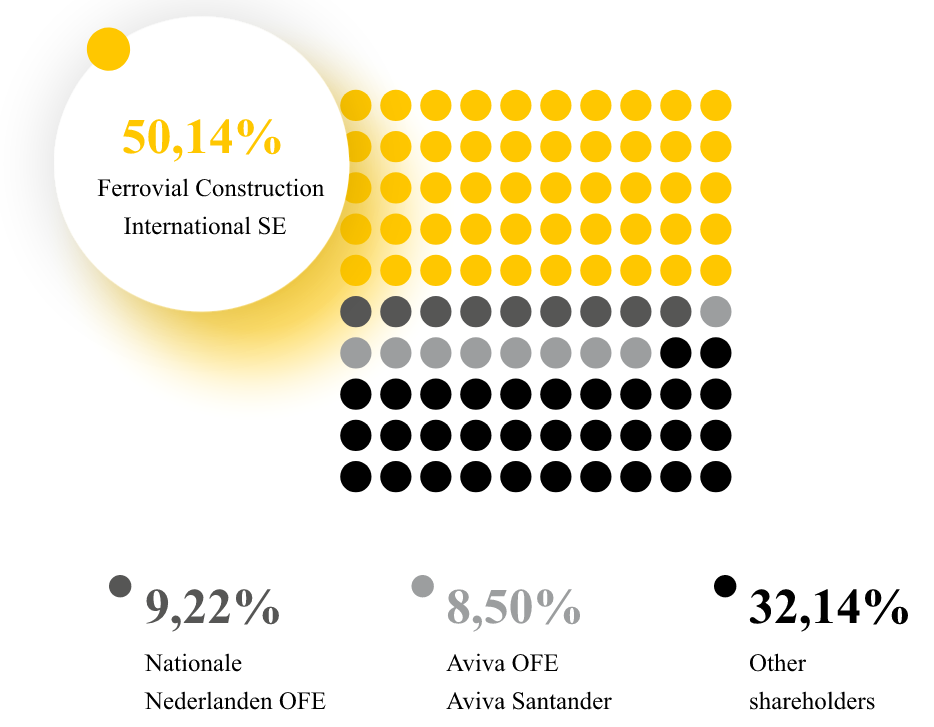 50,14%
Ferrovial Construction
International SE
9,22%
Nationale
Nederlanden OFE
8,50%
Aviva OFE
Aviva Santander
32,14%
Other
shareholders